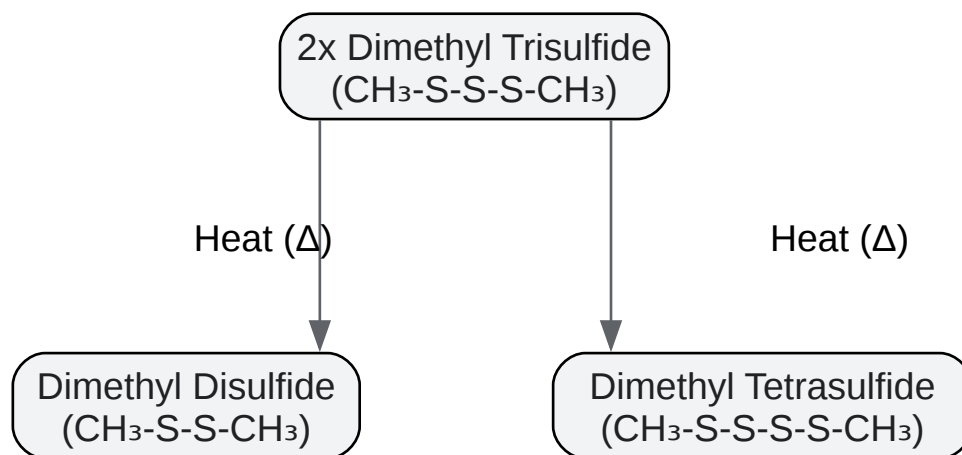 2x Dimethyl Trisulfide
(CH₃-S-S-S-CH₃)
Heat (Δ)
Heat (Δ)
Dimethyl Disulfide
(CH₃-S-S-CH₃)
Dimethyl Tetrasulfide
(CH₃-S-S-S-S-CH₃)